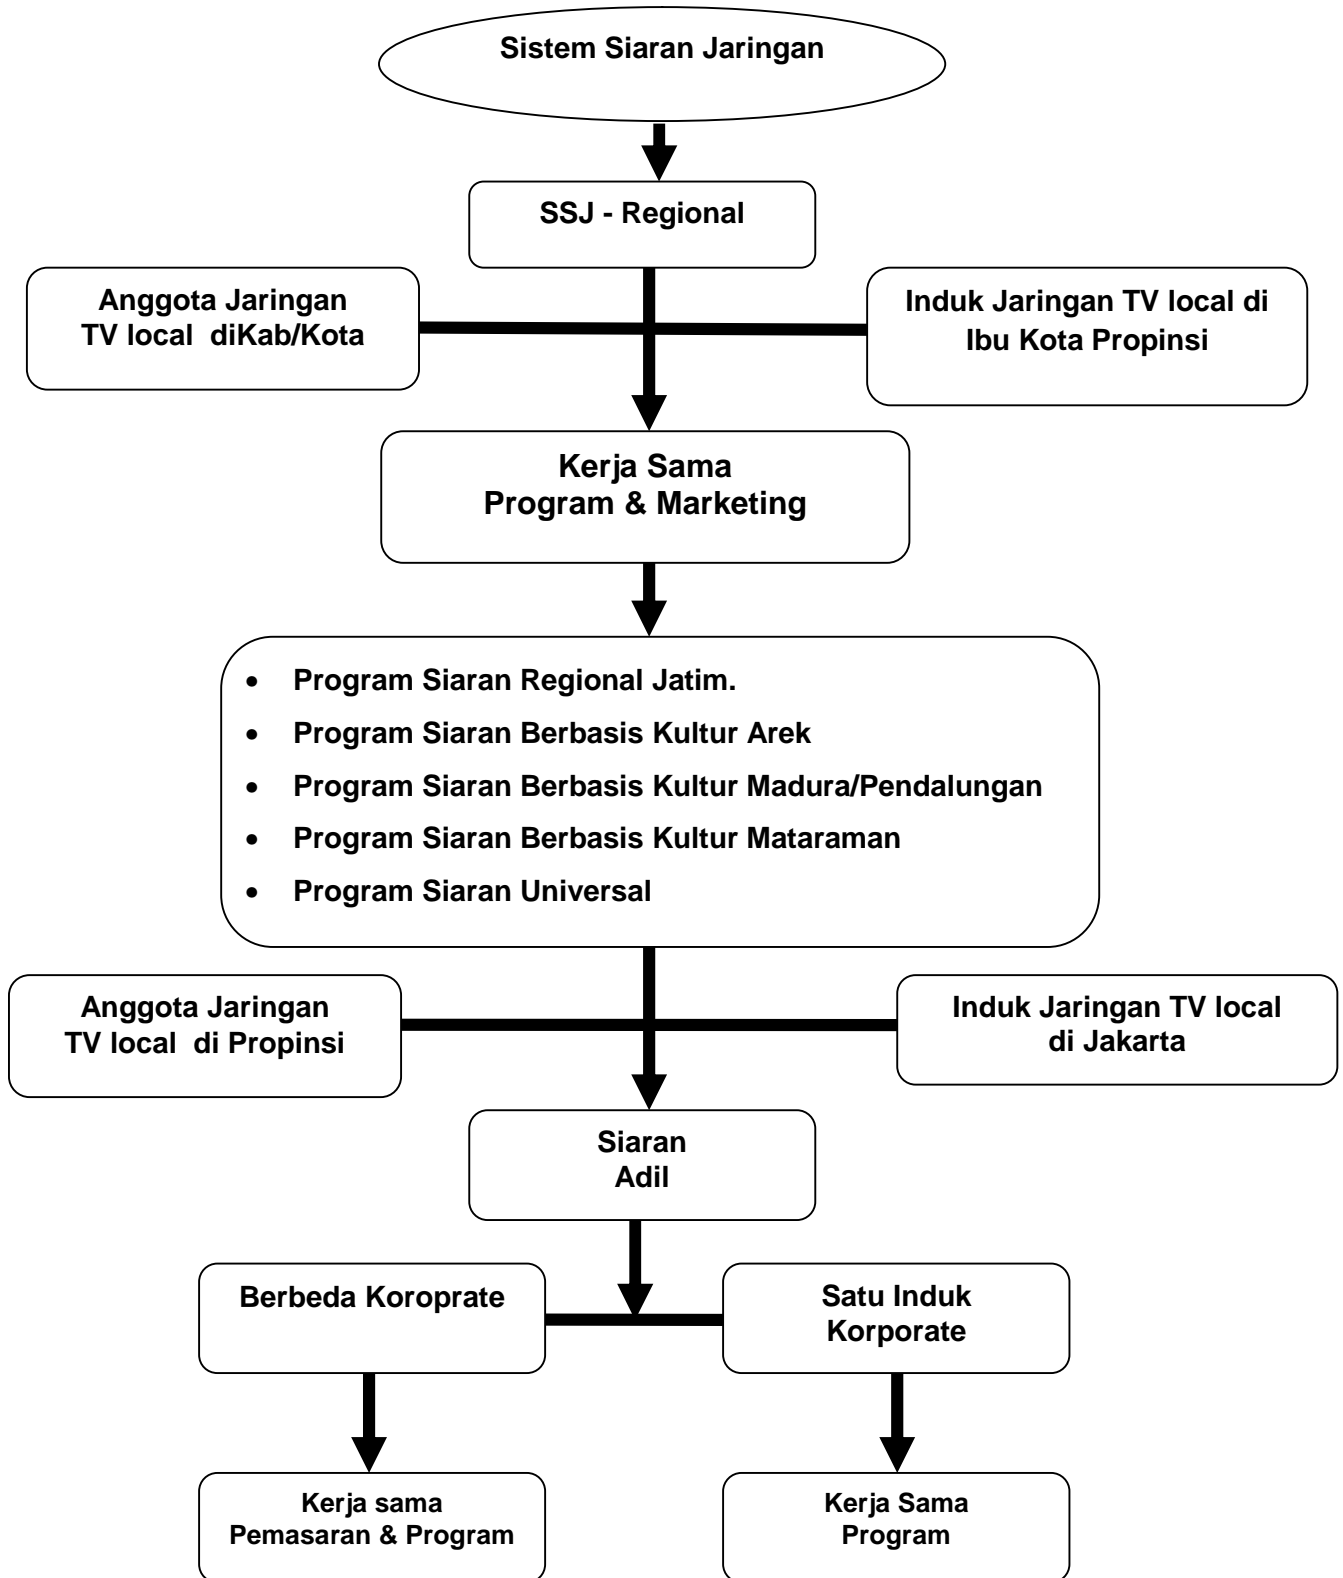 Sistem Siaran Jaringan
SSJ - Regional
Anggota Jaringan
TV local diKab/Kota
Induk Jaringan TV local di
Ibu Kota Propinsi
Kerja Sama
Program & Marketing
• Program Siaran Regional Jatim.
• Program Siaran Berbasis Kultur Arek
• Program Siaran Berbasis Kultur Madura/Pendalungan
• Program Siaran Berbasis Kultur Mataraman
• Program Siaran Universal
Anggota Jaringan
TV local di Propinsi
Induk Jaringan TV local
di Jakarta
Siaran
Adil
Berbeda Koroprate
Satu Induk
Korporate
Kerja sama
Pemasaran & Program
Kerja Sama
Program